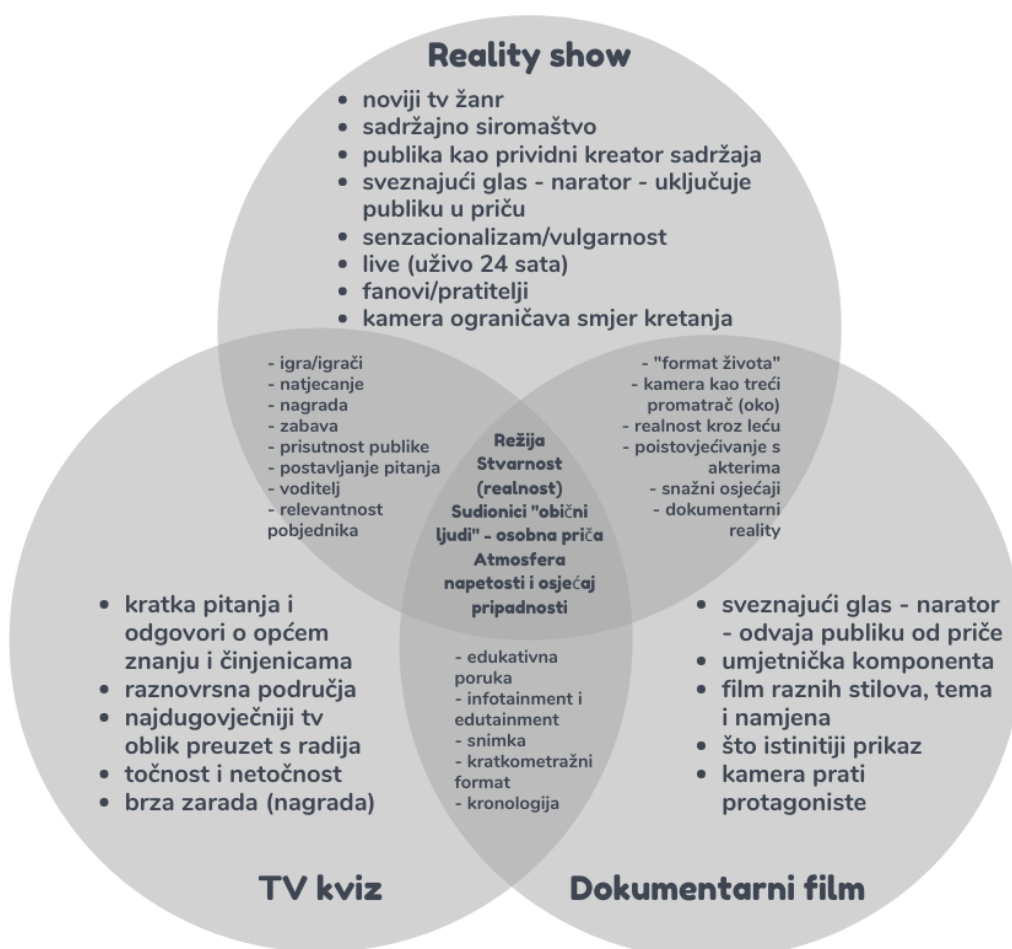 Reality show
• noviji tv žanr
• sadržajno siromaštvo
• publika kao prividni kreator sadržaja
• sveznajući glas - narator - uključuje
publiku u priču
• senzacionalizam/vulgarnost
• live (uživo 24 sata)
• fanovi/pratitelji
• kamera ograničava smjer kretanja
- igra/igrači
- natjecanje
- nagrada
- zabava
- prisutnost publike
- postavljanje pitanja
- voditelj
- relevantnost
pobjednika
- "format života"
- kamera kao treći
promatrač (oko)
- realnost kroz leću
- poistovjećivanje s
akterima
- snažni osjećaji
- dokumentarni
reality
Režija
Stvarnost
(realnost)
Sudionici "obični
ljudi" - osobna priča
Atmosfera
napetosti i osjećaj
pripadnosti
• kratka pitanja i
odgovori o općem
znanju i činjenicama
• raznovrsna područja
• najdugovječniji tv
oblik preuzet s radija
• točnost i netočnost
• brza zarada (nagrada)
- edukativna
poruka
- infotainment i
edutainment
- snimka
- kratkometražni
format
- kronologija
• sveznajući glas - narator
- odvaja publiku od priče
• umjetnička komponenta
• film raznih stilova, tema
i namjena
• što istinitiji prikaz
• kamera prati
protagoniste
TV kviz
Dokumentarni film